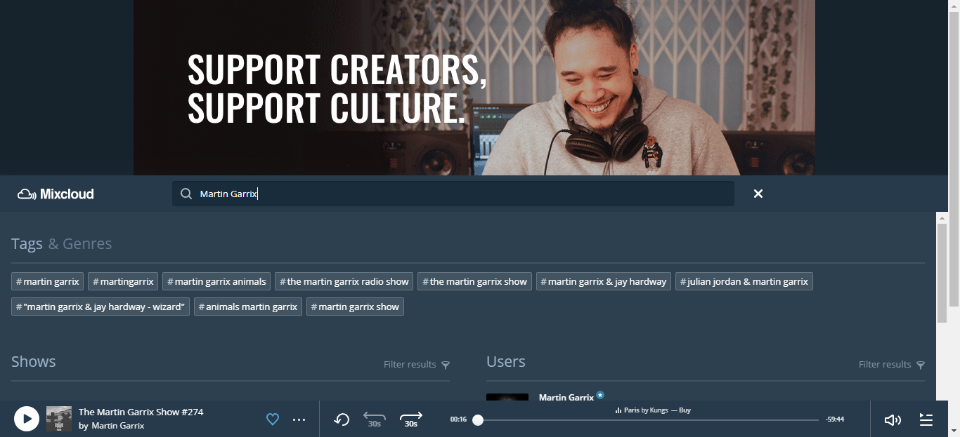 SUPPORT CREATORS,
SUPPORT CULTURE.
Mixcloud
Martin Garrix
Tags & Genres
#martin garrix #martingarrix #martin garrix animals #the martin garrix radio show #the martin garrix show #martin garrix & jay hardway #julian jordan & martin garrix
#"martin garrix & jay hardway - wizard" #animals martin garrix #martin garrix show
Shows Filter results Users Filter results
Martin Garrix
The Martin Garrix Show #274
by Martin Garrix
30s 30s
00:16
Paris by Kungs — Buy
-59:44